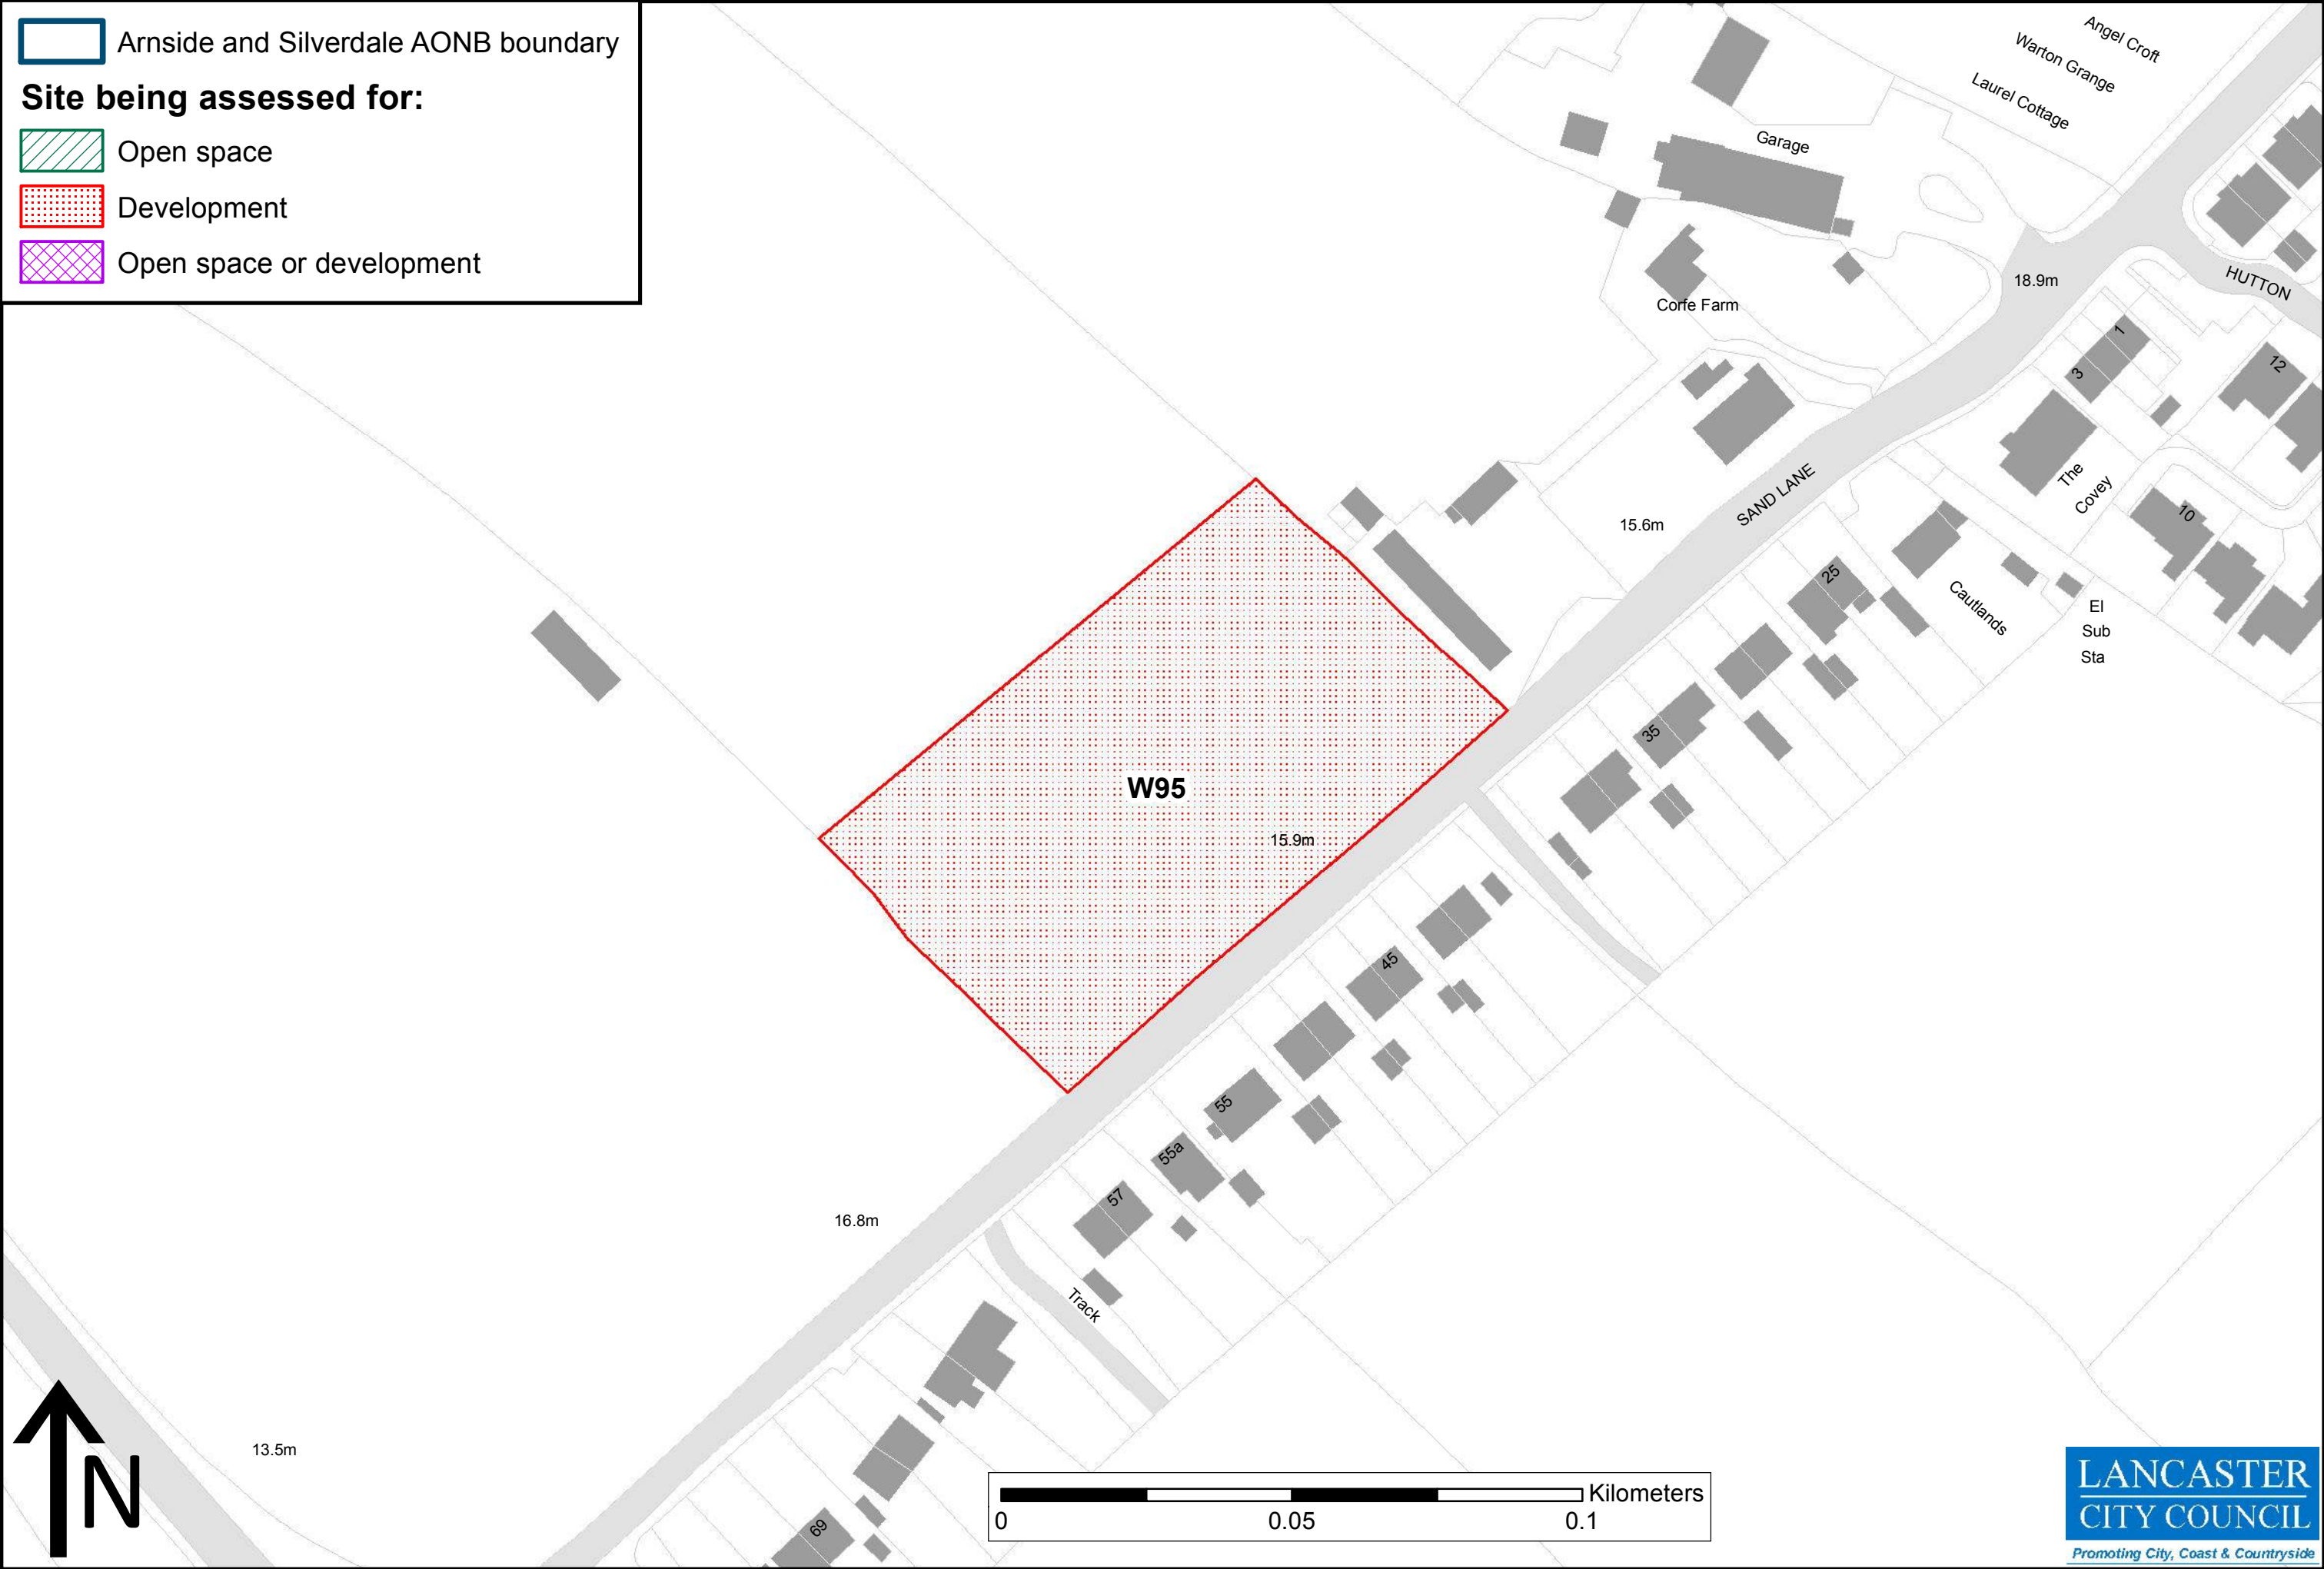 Arnside and Silverdale AONB boundary
Site being assessed for:
Open space
Development
Open space or development
Angel Croft
Warton Grange
Laurel Cottage
Garage
18.9m
HUTTON
Corfe Farm
1
3
12
The
Covey
SAND LANE
15.6m
10
25
Cautlands
El
Sub
Sta
35
W95
15.9m
45
55
55a
57
16.8m
Track
13.5m
69
N
Kilometers
0
0.05
0.1
LANCASTER
CITY COUNCIL
Promoting City, Coast & Countryside